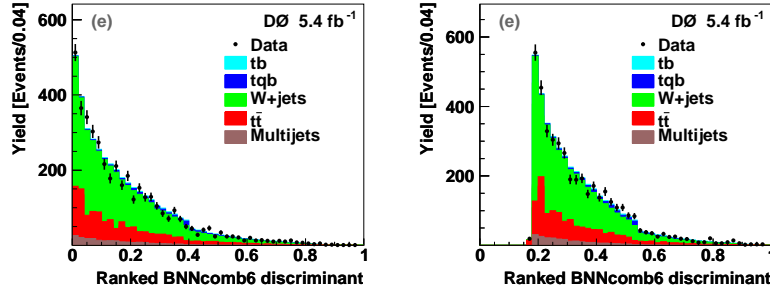 (e)
DØ 5.4 fb⁻¹
Data
tb
tqb
W+jets
tt̄
Multijets
Yield [Events/0.04]
600
400
200
0
0.2
0.4
0.6
0.8
1
Ranked BNNcomb6 discriminant
(e)
DØ 5.4 fb⁻¹
Data
tb
tqb
W+jets
tt̄
Multijets
Yield [Events/0.04]
600
400
200
0
0
0.2
0.4
0.6
0.8
1
Ranked BNNcomb6 discriminant